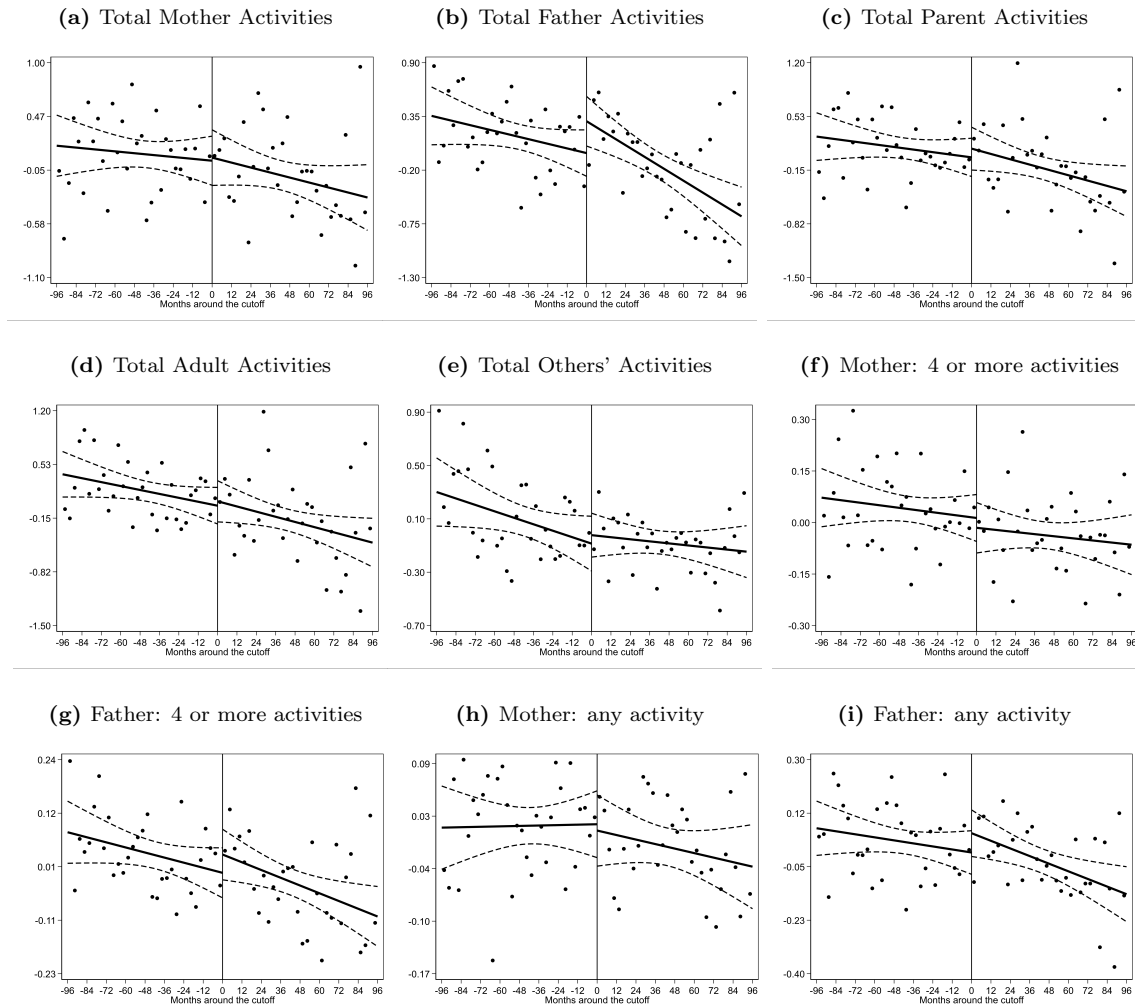 (a) Total Mother Activities
1.00
0.47
-0.05
-0.58
-1.10
-96 -84 -72 -60 -48 -36 -24 -12 0 12 24 36 48 60 72 84 96
Months around the cutoff
(b) Total Father Activities
0.90
0.35
-0.20
-0.75
-1.30
-96 -84 -72 -60 -48 -36 -24 -12 0 12 24 36 48 60 72 84 96
Months around the cutoff
(c) Total Parent Activities
1.20
0.53
-0.15
-0.82
-1.50
-96 -84 -72 -60 -48 -36 -24 -12 0 12 24 36 48 60 72 84 96
Months around the cutoff
(d) Total Adult Activities
1.20
0.53
-0.15
-0.82
-1.50
-96 -84 -72 -60 -48 -36 -24 -12 0 12 24 36 48 60 72 84 96
Months around the cutoff
(e) Total Others’ Activities
0.90
0.50
0.10
-0.30
-0.70
-96 -84 -72 -60 -48 -36 -24 -12 0 12 24 36 48 60 72 84 96
Months around the cutoff
(f) Mother: 4 or more activities
0.30
0.15
0.00
-0.15
-0.30
-96 -84 -72 -60 -48 -36 -24 -12 0 12 24 36 48 60 72 84 96
Months around the cutoff
(g) Father: 4 or more activities
0.24
0.12
0.01
-0.11
-0.23
-96 -84 -72 -60 -48 -36 -24 -12 0 12 24 36 48 60 72 84 96
Months around the cutoff
(h) Mother: any activity
0.09
0.03
-0.04
-0.10
-0.17
-96 -84 -72 -60 -48 -36 -24 -12 0 12 24 36 48 60 72 84 96
Months around the cutoff
(i) Father: any activity
0.30
0.12
-0.05
-0.23
-0.40
-96 -84 -72 -60 -48 -36 -24 -12 0 12 24 36 48 60 72 84 96
Months around the cutoff